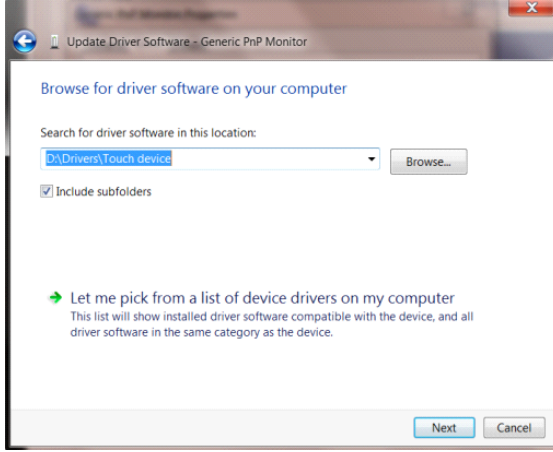 Update Driver Software - Generic PnP Monitor
Browse for driver software on your computer
Search for driver software in this location:
D:\Drivers\Touch device
Browse...
Include subfolders
Let me pick from a list of device drivers on my computer
This list will show installed driver software compatible with the device, and all
driver software in the same category as the device.
Next
Cancel